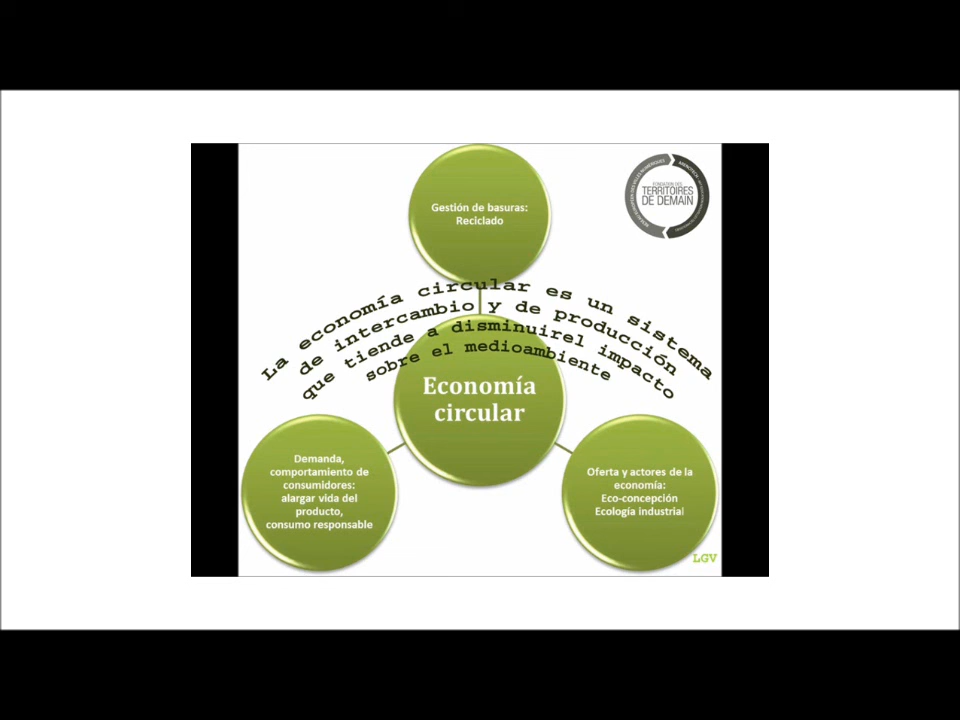 Gestión de basuras:
Reciclado
FONDATION DES
TERRITOIRES
DE DEMAIN
La economía circular es un sistema
de intercambio y de producción
que tiende a disminuirel impacto
sobre el medioambiente
Economía
circular
Demanda,
comportamiento de
consumidores:
alargar vida del
producto,
consumo responsable
Oferta y actores de la
economía:
Eco-concepción
Ecología industrial
LGV